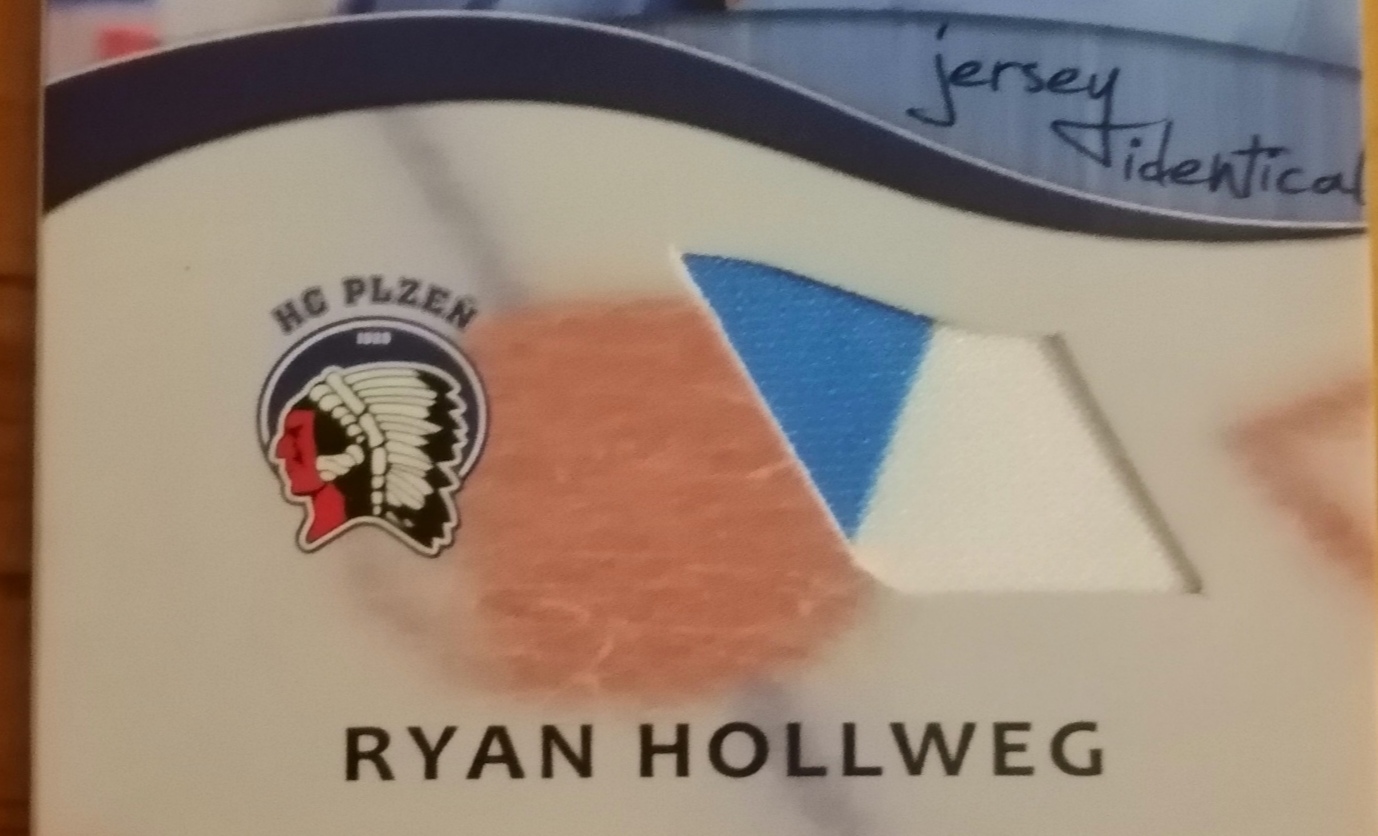 jersey
identical
HC PLZEŇ
RYAN HOLLWEG